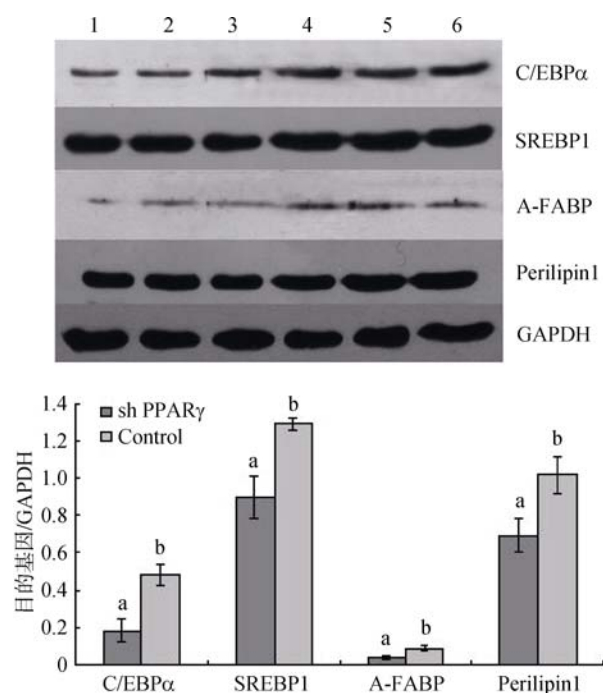 1 2 3 4 5 6
C/EBPα
SREBP1
A-FABP
Perilipin1
GAPDH
目的基因/GAPDH
1.4
1.2
1.0
0.8
0.6
0.4
0.2
0
sh PPARγ
Control
a b a b a b a b
C/EBPα SREBP1 A-FABP Perilipin1